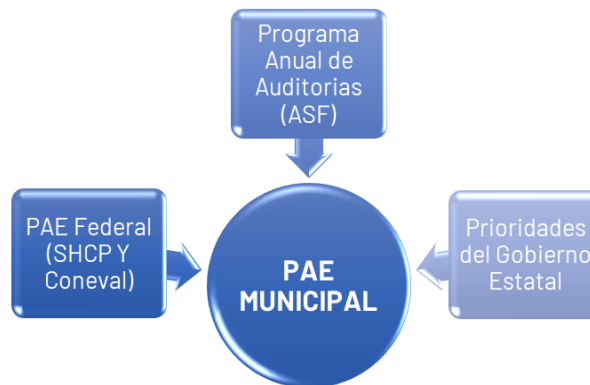 Programa
Anual de
Auditorias
(ASF)
PAE Federal
(SHCP Y
Coneval)
PAE
MUNICIPAL
Prioridades
del Gobierno
Estatal